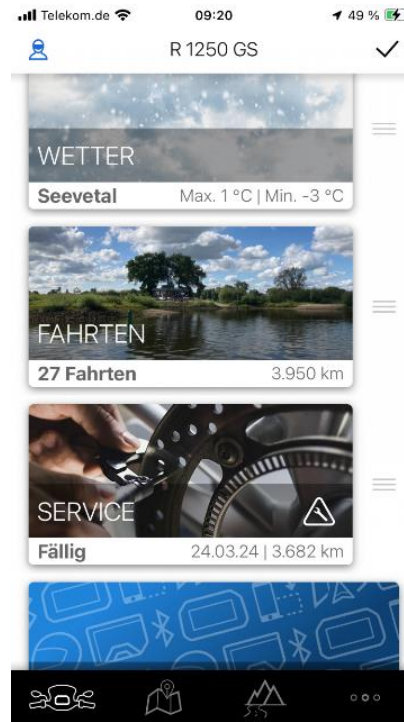 Telekom.de 09:20 49 %
R 1250 GS
WETTER
Seevetal Max. 1 °C | Min. -3 °C
FAHRTEN
27 Fahrten 3.950 km
SERVICE
Fällig 24.03.24 | 3.682 km